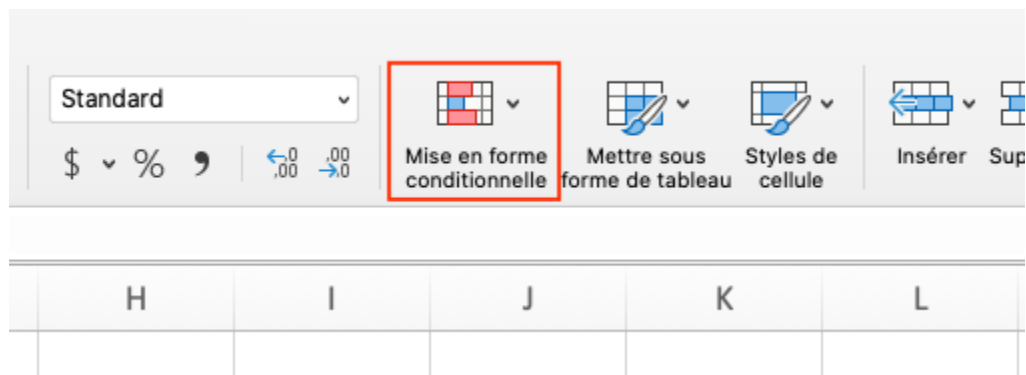 Standard
$ % ,
,0 ,00
,00 ,0
Mise en forme
conditionnelle
Mettre sous
forme de tableau
Styles de
cellule
Insérer
Sup
H I J K L